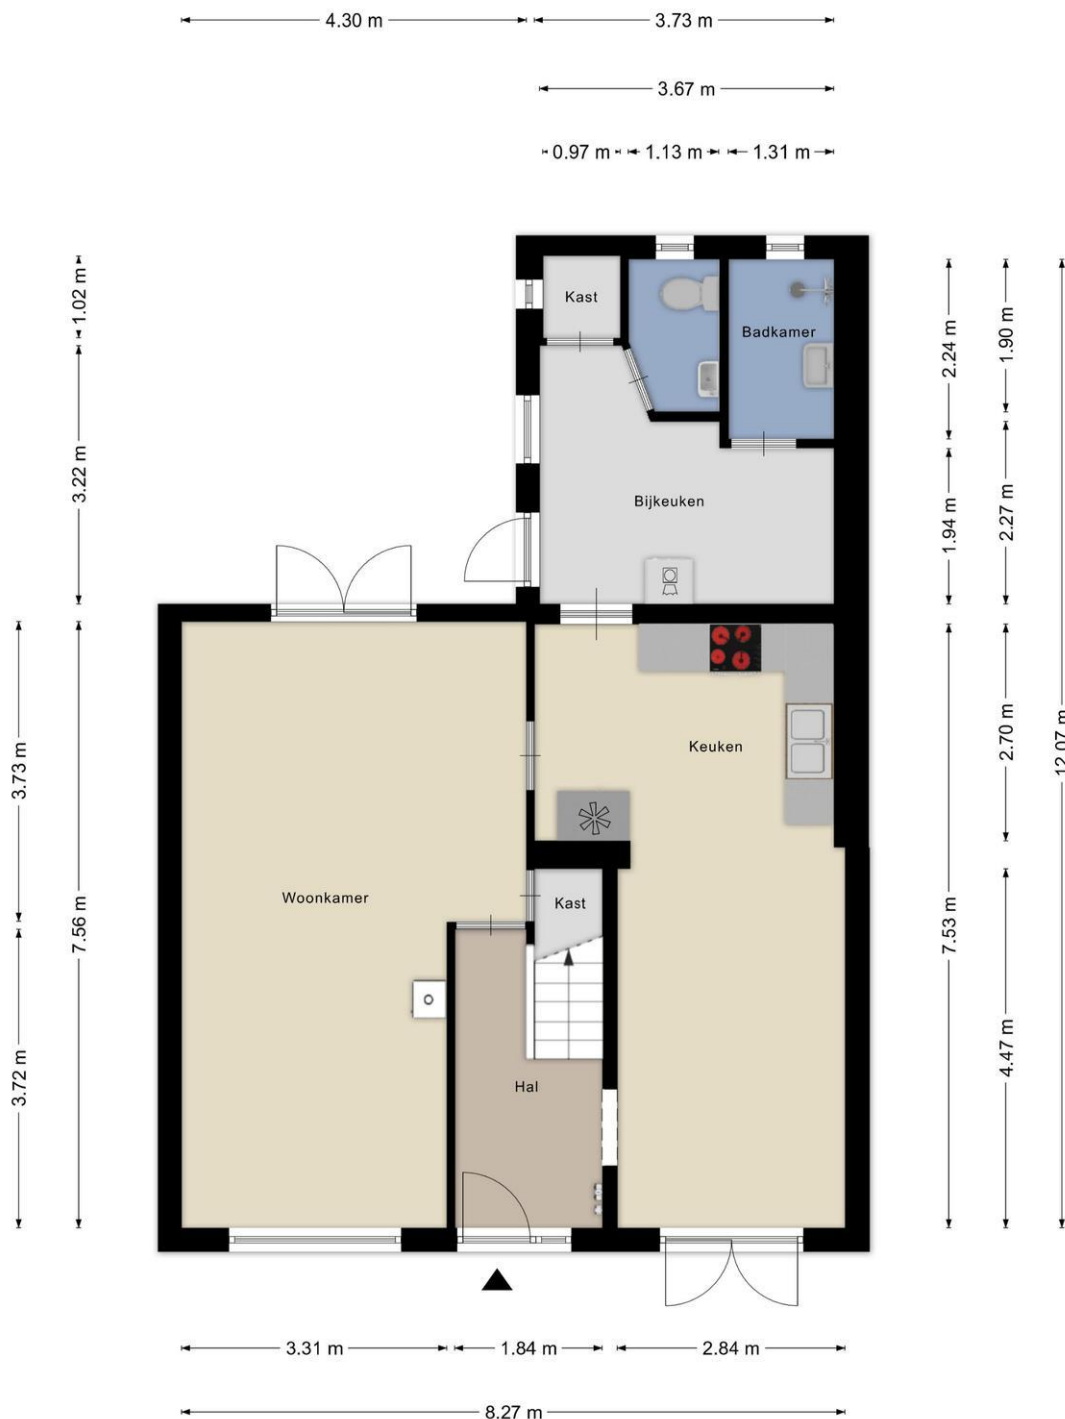 4.30 m
3.73 m
3.67 m
0.97 m
1.13 m
1.31 m
1.02 m
3.22 m
3.73 m
7.56 m
3.72 m
Kast
Badkamer
Bijkeuken
Keuken
Woonkamer
Kast
Hal
2.24 m
1.90 m
1.94 m
2.27 m
12.07 m
2.70 m
7.53 m
4.47 m
3.31 m
1.84 m
2.84 m
8.27 m